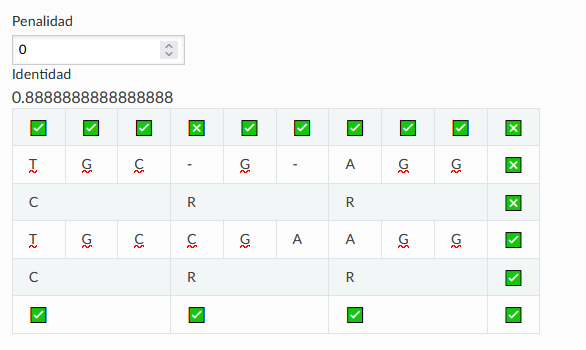 Penalidad
0
Identidad
0.8888888888888888
✅ ✅ ✅ ❎ ✅ ✅ ✅ ✅ ✅ ❎
T G C - G - A G G ❎
C R R ❎
T G C C G A A G G ✅
C R R ✅
✅ ✅ ✅ ✅